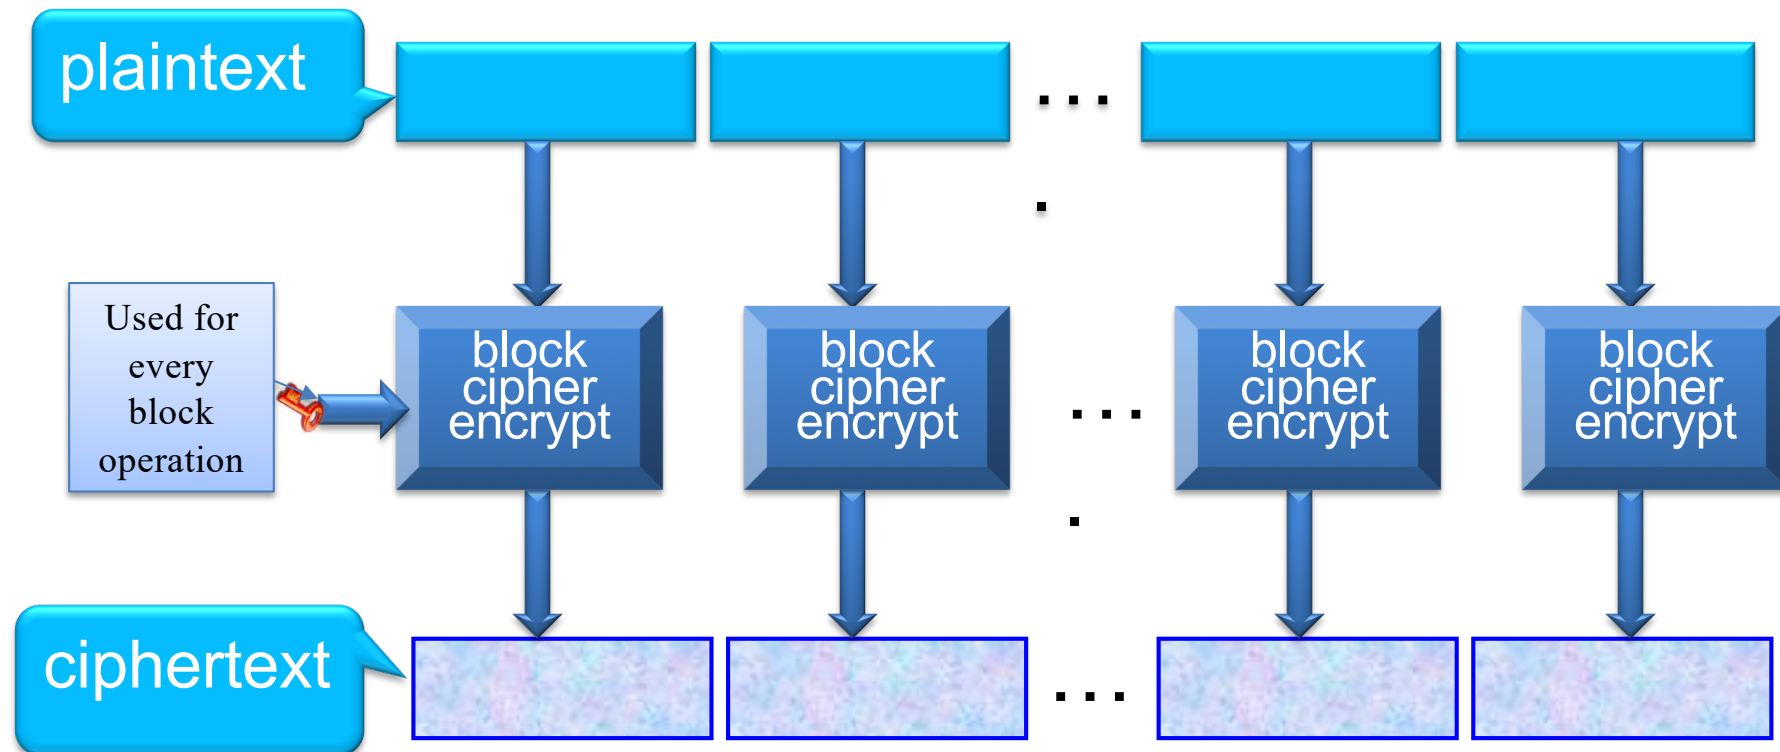 plaintext
. . .
.
Used for
every
block
operation
block
cipher
encrypt
block
cipher
encrypt
. . .
.
block
cipher
encrypt
block
cipher
encrypt
ciphertext
. . .